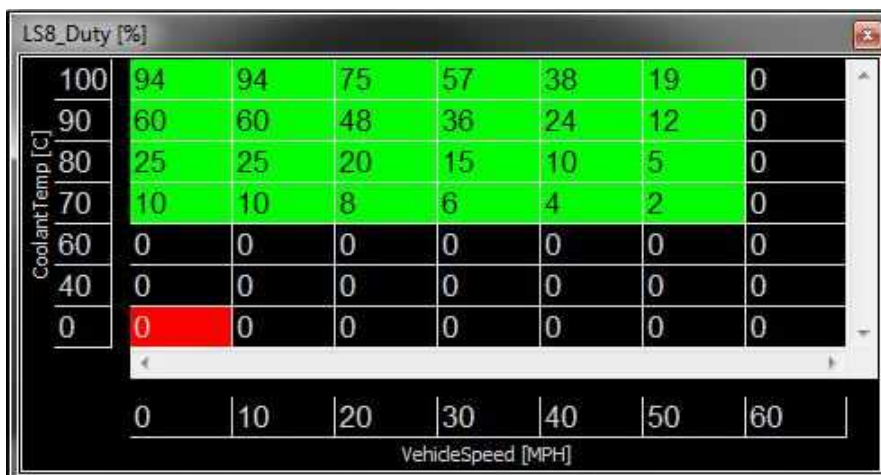 LS8_Duty [%]
CoolantTemp [C]
100 94 94 75 57 38 19 0
90 60 60 48 36 24 12 0
80 25 25 20 15 10 5 0
70 10 10 8 6 4 2 0
60 0 0 0 0 0 0 0
40 0 0 0 0 0 0 0
0 0 0 0 0 0 0 0
0 10 20 30 40 50 60
VehicleSpeed [MPH]